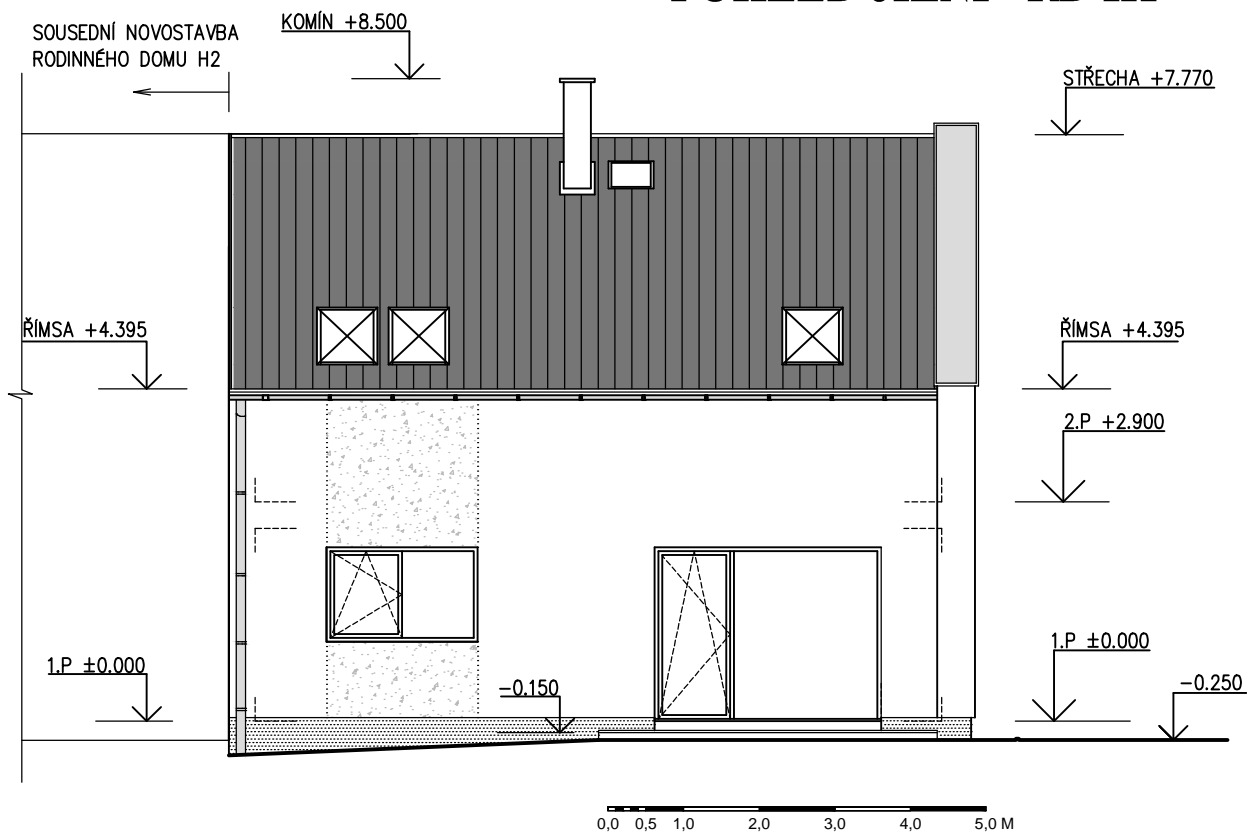 SOUSEDNÍ NOVOSTAVBA
RODINNÉHO DOMU H2
KOMÍN +8.500
STŘECHA +7.770
ŘÍMSA +4.395
ŘÍMSA +4.395
2.P +2.900
1.P ±0.000
-0.150
1.P ±0.000
-0.250
0,0 0,5 1,0 2,0 3,0 4,0 5,0 M